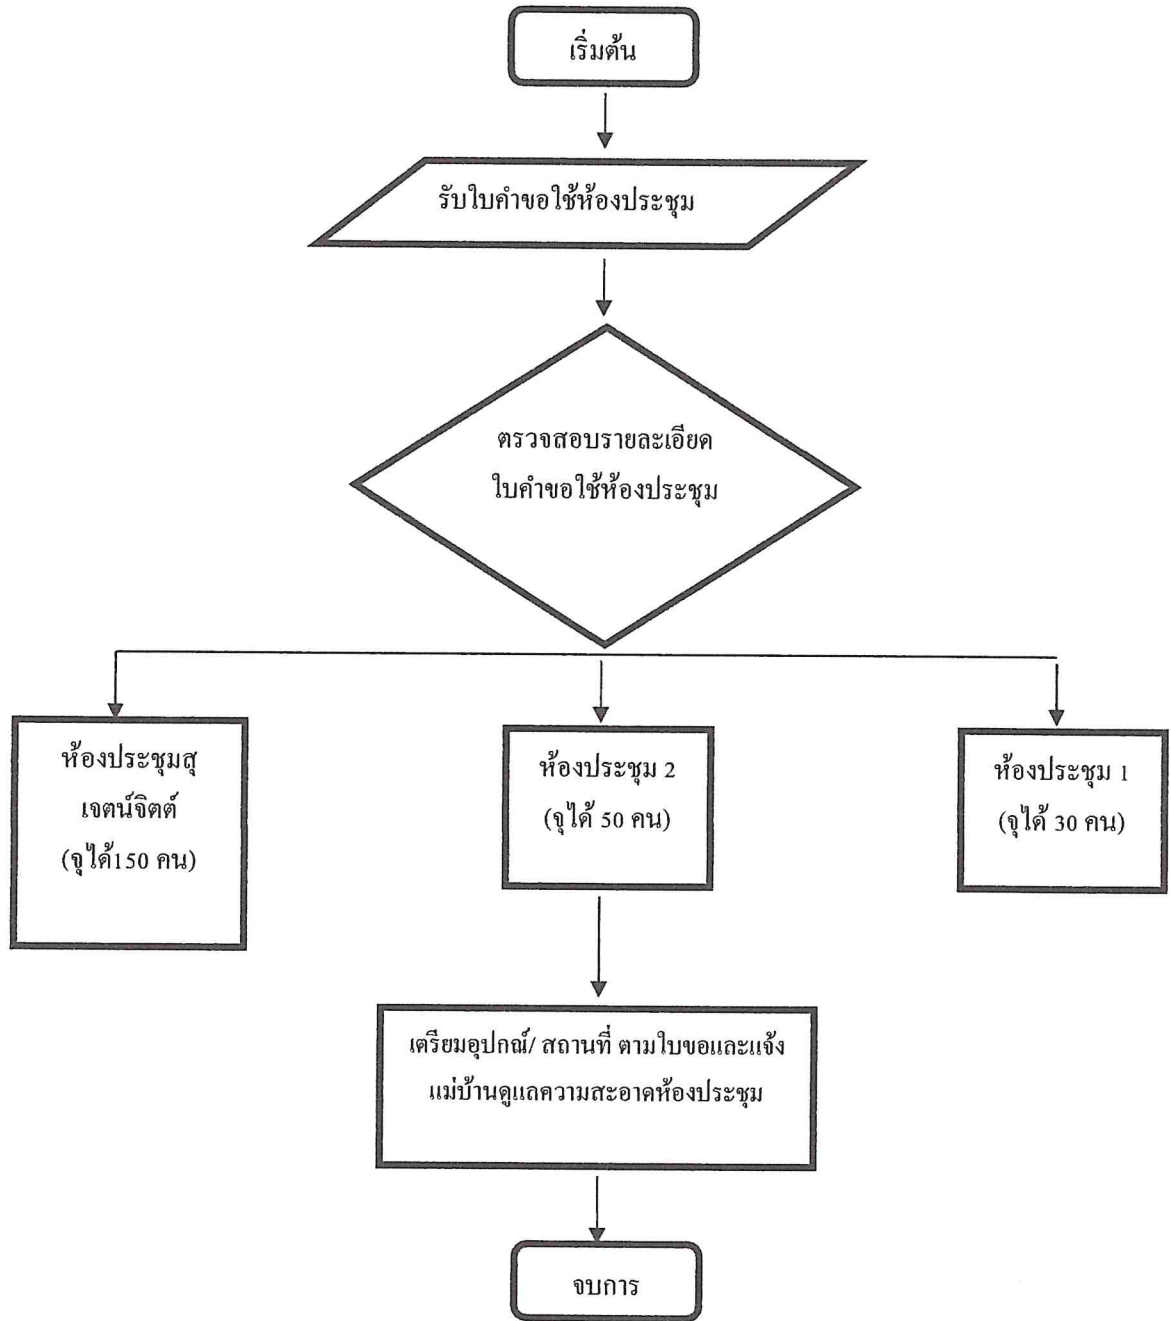 เริ่มต้น
รับใบคำขอใช้ห้องประชุม
ตรวจสอบรายละเอียด
ใบคำขอใช้ห้องประชุม
ห้องประชุมสุ
เจตน์จิตต์
(จุได้150 คน)
ห้องประชุม 2
(จุได้ 50 คน)
ห้องประชุม 1
(จุได้ 30 คน)
เตรียมอุปกณ์/ สถานที่ ตามใบขอและแจ้ง
แม่บ้านดูแลความสะอาดห้องประชุม
จบการ